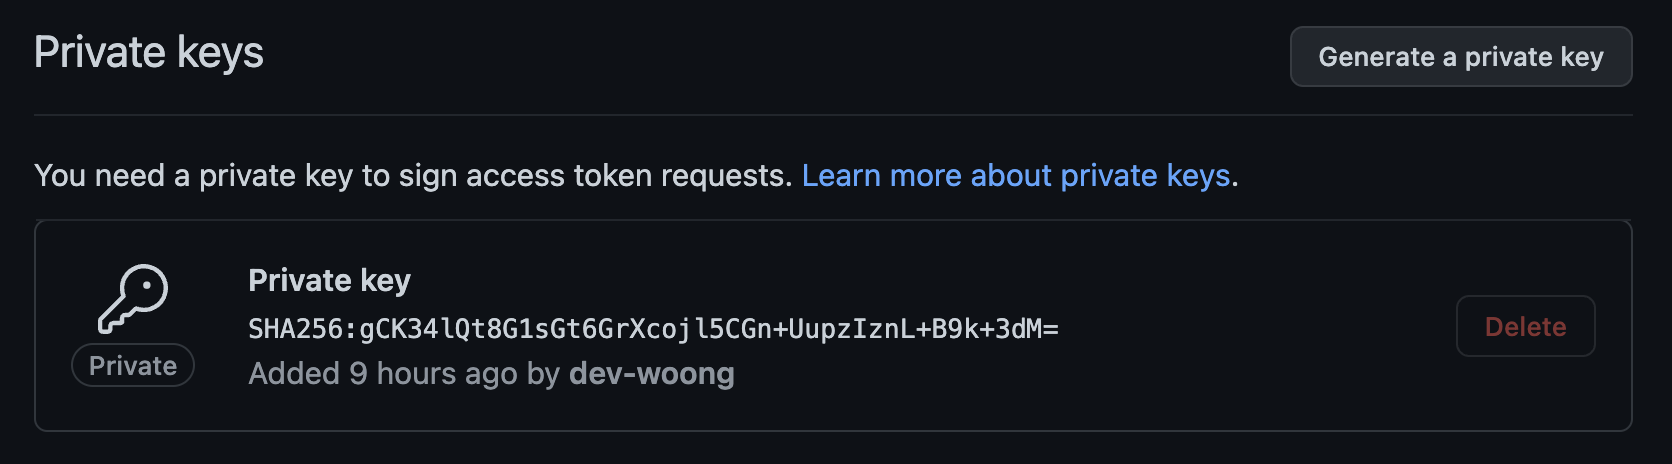 Private keys
Generate a private key
You need a private key to sign access token requests. Learn more about private keys.
Private key
SHA256:gCK34lQt8G1sGt6GrXcojl5CGn+UupzIznL+B9k+3dM=
Private
Delete
Added 9 hours ago by dev-woong